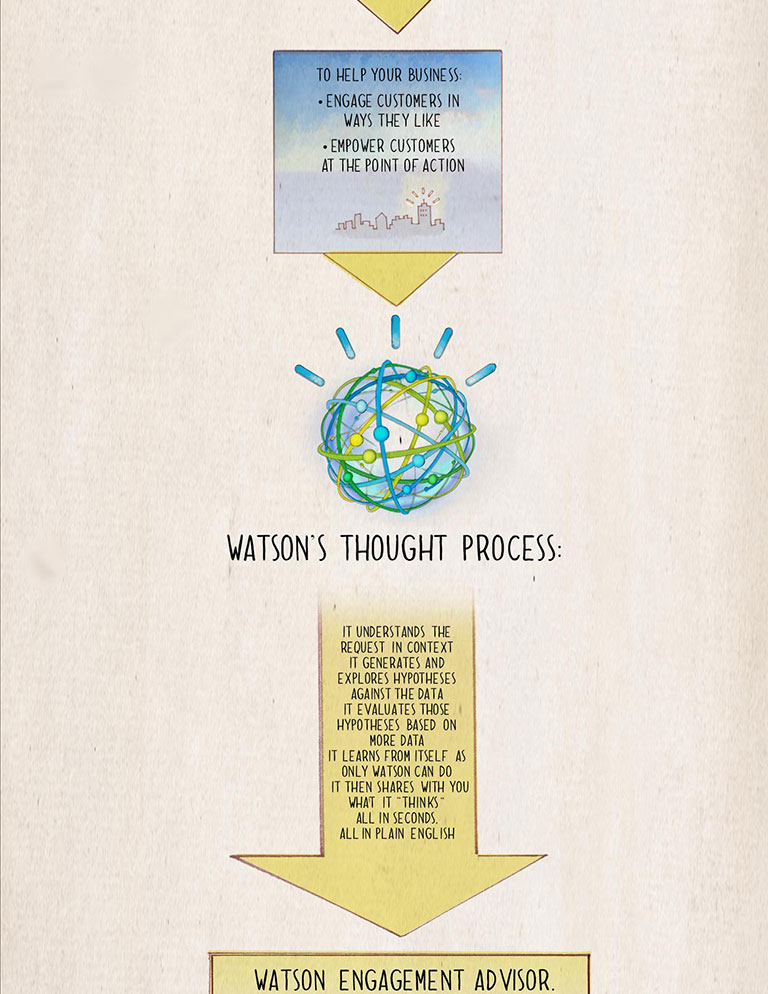 TO HELP YOUR BUSINESS:
• ENGAGE CUSTOMERS IN
WAYS THEY LIKE
• EMPOWER CUSTOMERS
AT THE POINT OF ACTION
WATSON'S THOUGHT PROCESS:
IT UNDERSTANDS THE
REQUEST IN CONTEXT
IT GENERATES AND
EXPLORES HYPOTHESES
AGAINST THE DATA
IT EVALUATES THOSE
HYPOTHESES BASED ON
MORE DATA
IT LEARNS FROM ITSELF AS
ONLY WATSON CAN DO
IT THEN SHARES WITH YOU
WHAT IT "THINKS"
ALL IN SECONDS,
ALL IN PLAIN ENGLISH
WATSON ENGAGEMENT ADVISOR.